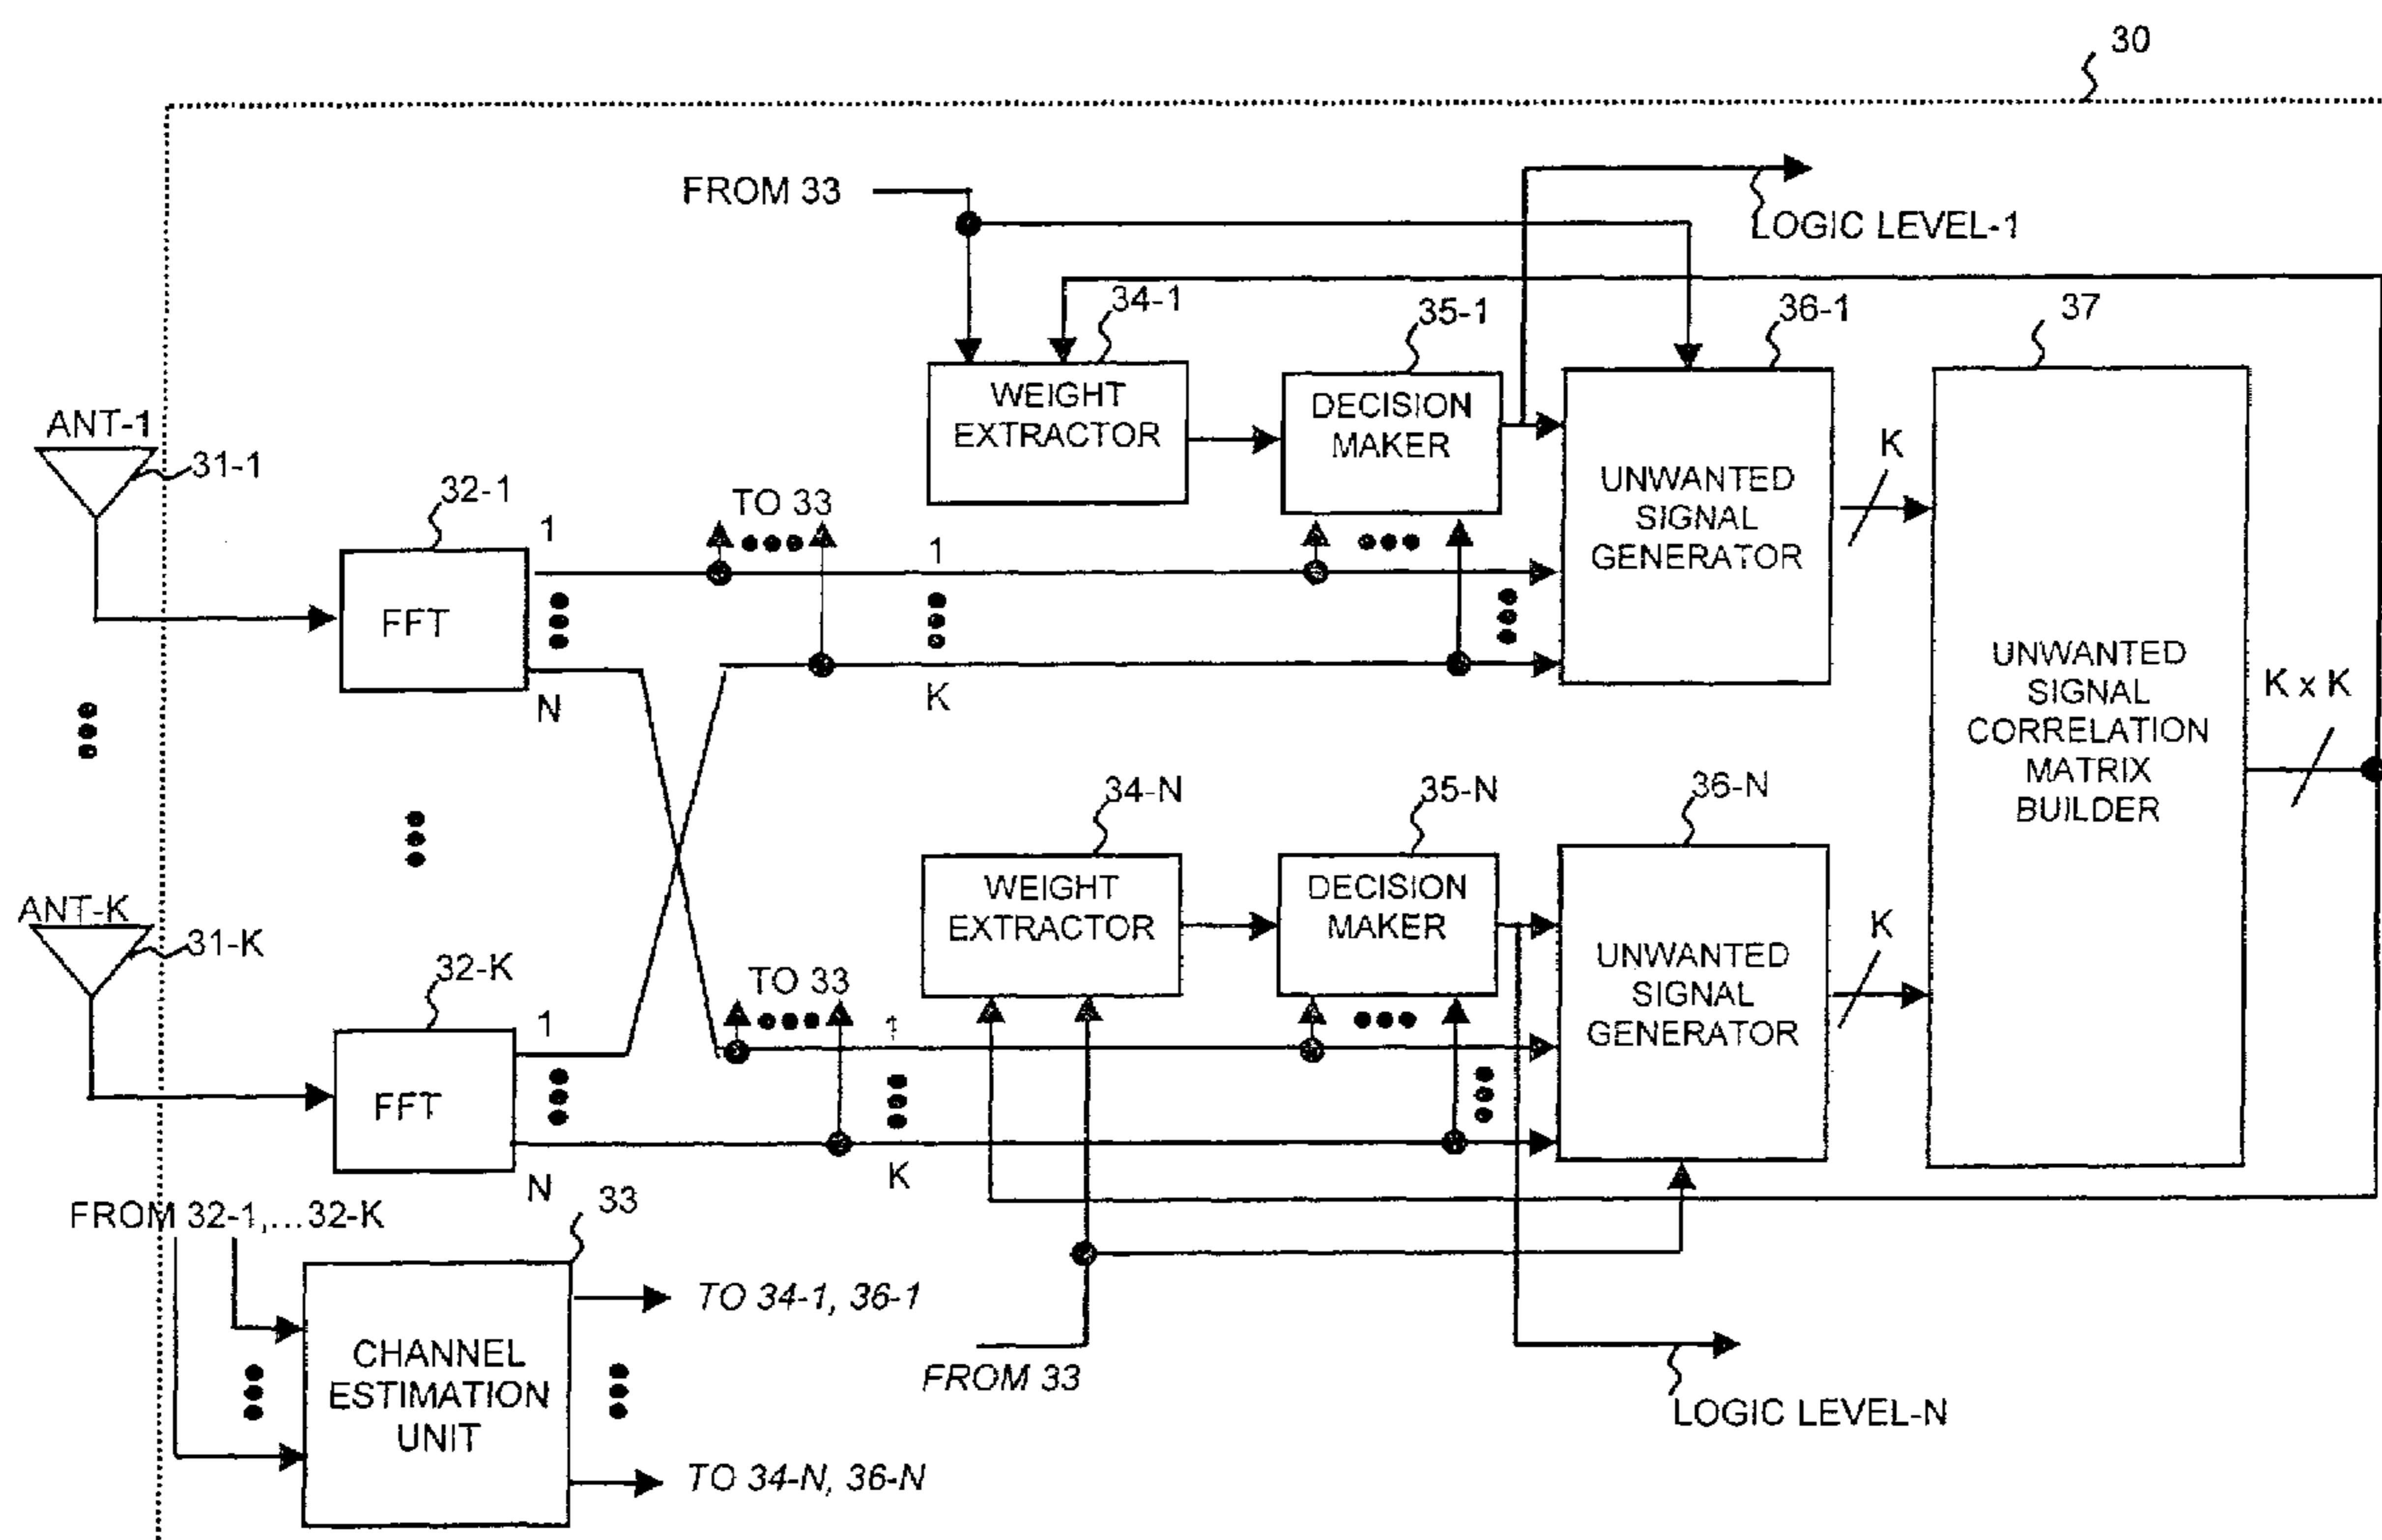 30
FROM 33
LOGIC LEVEL-1
34-1
35-1
36-1
37
WEIGHT
EXTRACTOR
DECISION
MAKER
ANT-1
31-1
K
UNWANTED
SIGNAL
GENERATOR
32-1
1
TO 33
1
FFT
N
K
UNWANTED
SIGNAL
CORRELATION
MATRIX
BUILDER
K x K
34-N
35-N
36-N
WEIGHT
EXTRACTOR
DECISION
MAKER
ANT-K
31-K
K
UNWANTED
SIGNAL
GENERATOR
32-K
1
TO 33
1
FFT
N
K
FROM 32-1,...32-K
33
TO 34-1, 36-1
CHANNEL
ESTIMATION
UNIT
FROM 33
LOGIC LEVEL-N
TO 34-N, 36-N